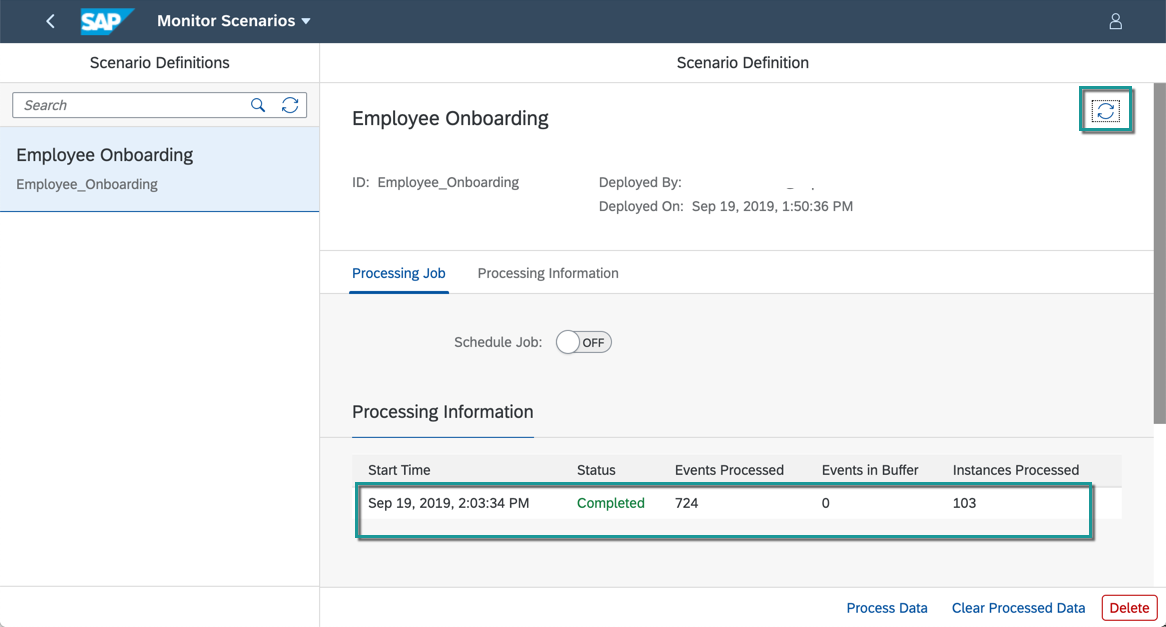 SAP Monitor Scenarios
Scenario Definitions
Scenario Definition
Search
Employee Onboarding
Employee_Onboarding
Employee Onboarding
ID: Employee_Onboarding
Deployed By:
Deployed On: Sep 19, 2019, 1:50:36 PM
Processing Job Processing Information
Schedule Job: OFF
Processing Information
Start Time Status Events Processed Events in Buffer Instances Processed
Sep 19, 2019, 2:03:34 PM Completed 724 0 103
Process Data Clear Processed Data Delete